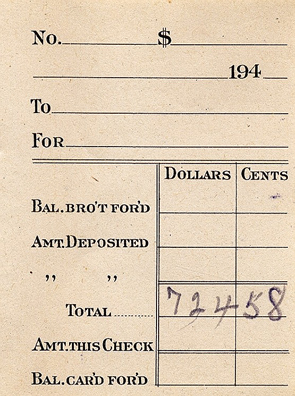 No. $
194
To
For
Dollars Cents
Bal. bro't for'd
Amt. Deposited
,, ,,
Total 724 58
Amt. this Check
Bal. car'd for'd